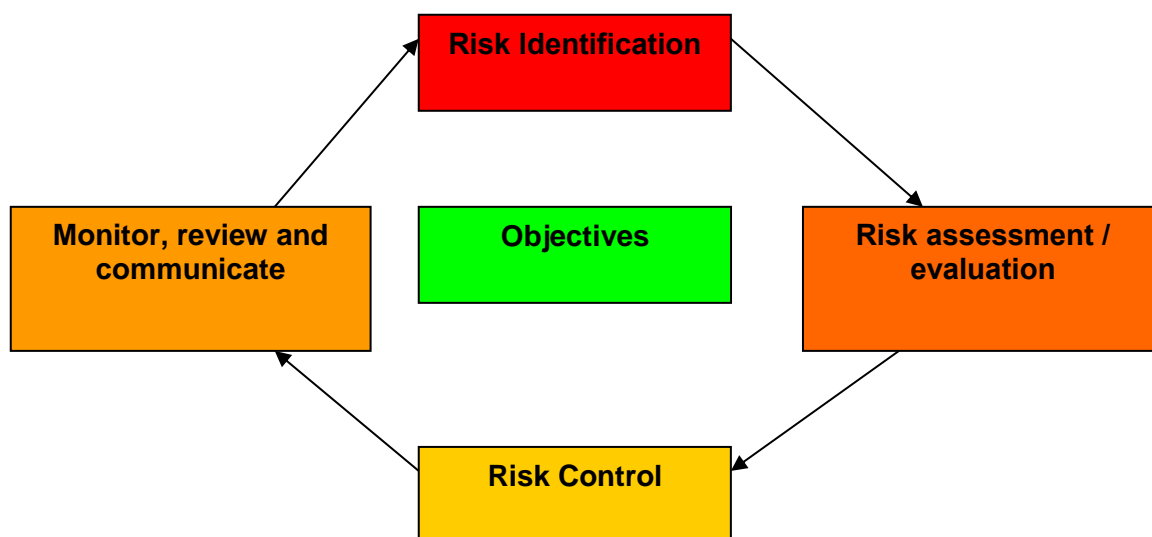 Risk Identification
Monitor, review and
communicate
Objectives
Risk assessment /
evaluation
Risk Control